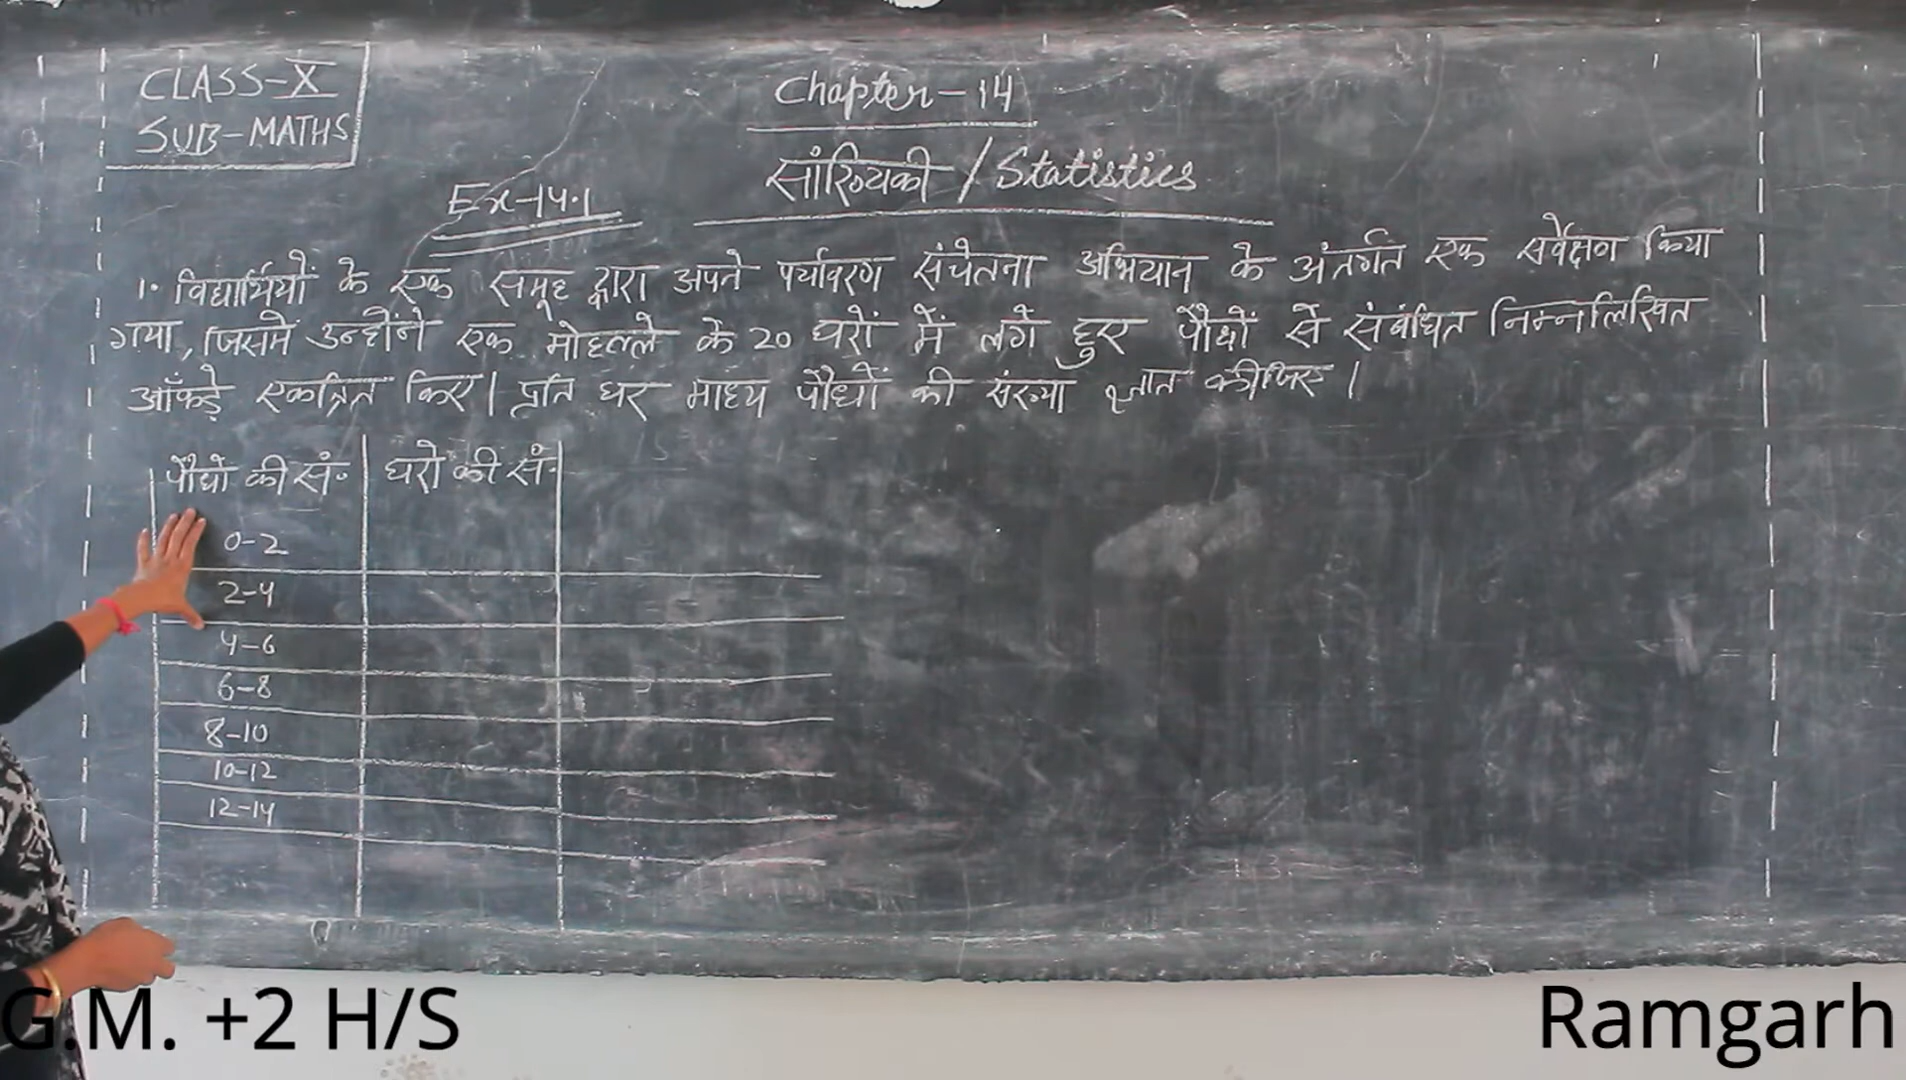 CLASS-X
SUB-MATHS
Chapter-14
सांख्यिकी / Statistics
Ex-14.1
1. विद्यार्थियों के एक समूह द्वारा अपने पर्यावरण संचेतना अभियान के अंतर्गत एक सर्वेक्षण किया
गया, जिसमें उन्होंने एक मोहल्ले के 20 घरों में लगे हुए पौधों से संबंधित निम्नलिखित
आँकड़े एकत्रित किए। प्रति घर माध्य पौधों की संख्या ज्ञात कीजिए।
पौधों की सं॰ घरो की सं॰
0-2
2-4
4-6
6-8
8-10
10-12
12-14
G.M. +2 H/S
Ramgarh